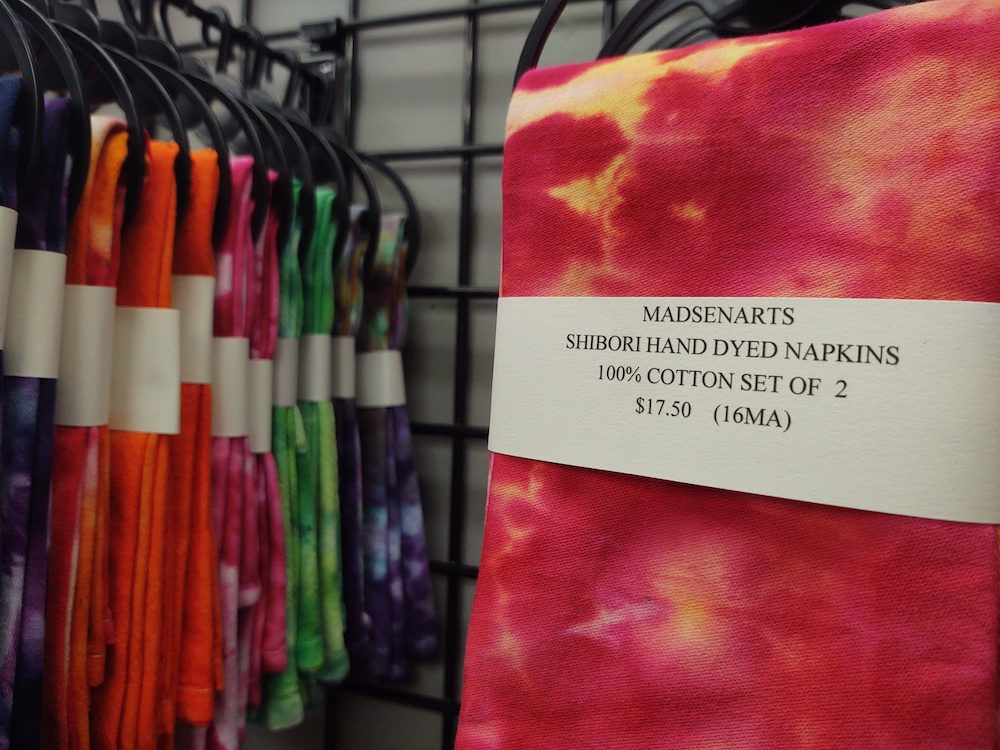 MADSENARTS
SHIBORI HAND DYED NAPKINS
100% COTTON SET OF 2
$17.50 (16MA)